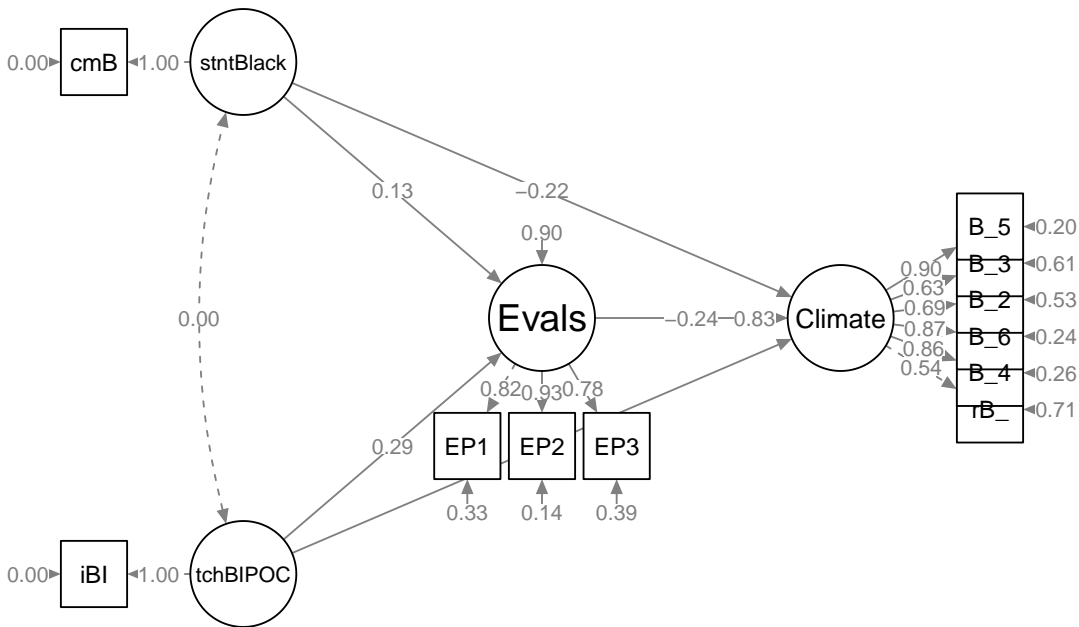 0.00 cmB 1.00 stntBlack
0.13 −0.22
0.90
B_5 0.20
0.90 B_3 0.61
0.63
0.69 B_2 0.53
0.00 Evals −0.24 0.83 Climate
0.87 B_6 0.24
0.86
0.54 B_4 0.26
0.82 0.93 0.78
rB_ 0.71
0.29 EP1 EP2 EP3
0.33 0.14 0.39
0.00 iBI 1.00 tchBIPOC